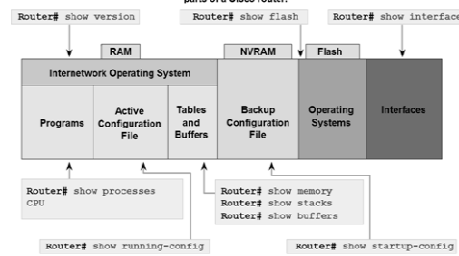 parts of a Cisco router.
Router# show version
Router# show flash
Router# show interface
RAM
NVRAM
Flash
Internetwork Operating System
Programs
Active
Configuration
File
Tables
and
Buffers
Backup
Configuration
File
Operating
Systems
Interfaces
Router# show processes
CPU
Router# show memory
Router# show stacks
Router# show buffers
Router# show running-config
Router# show startup-config